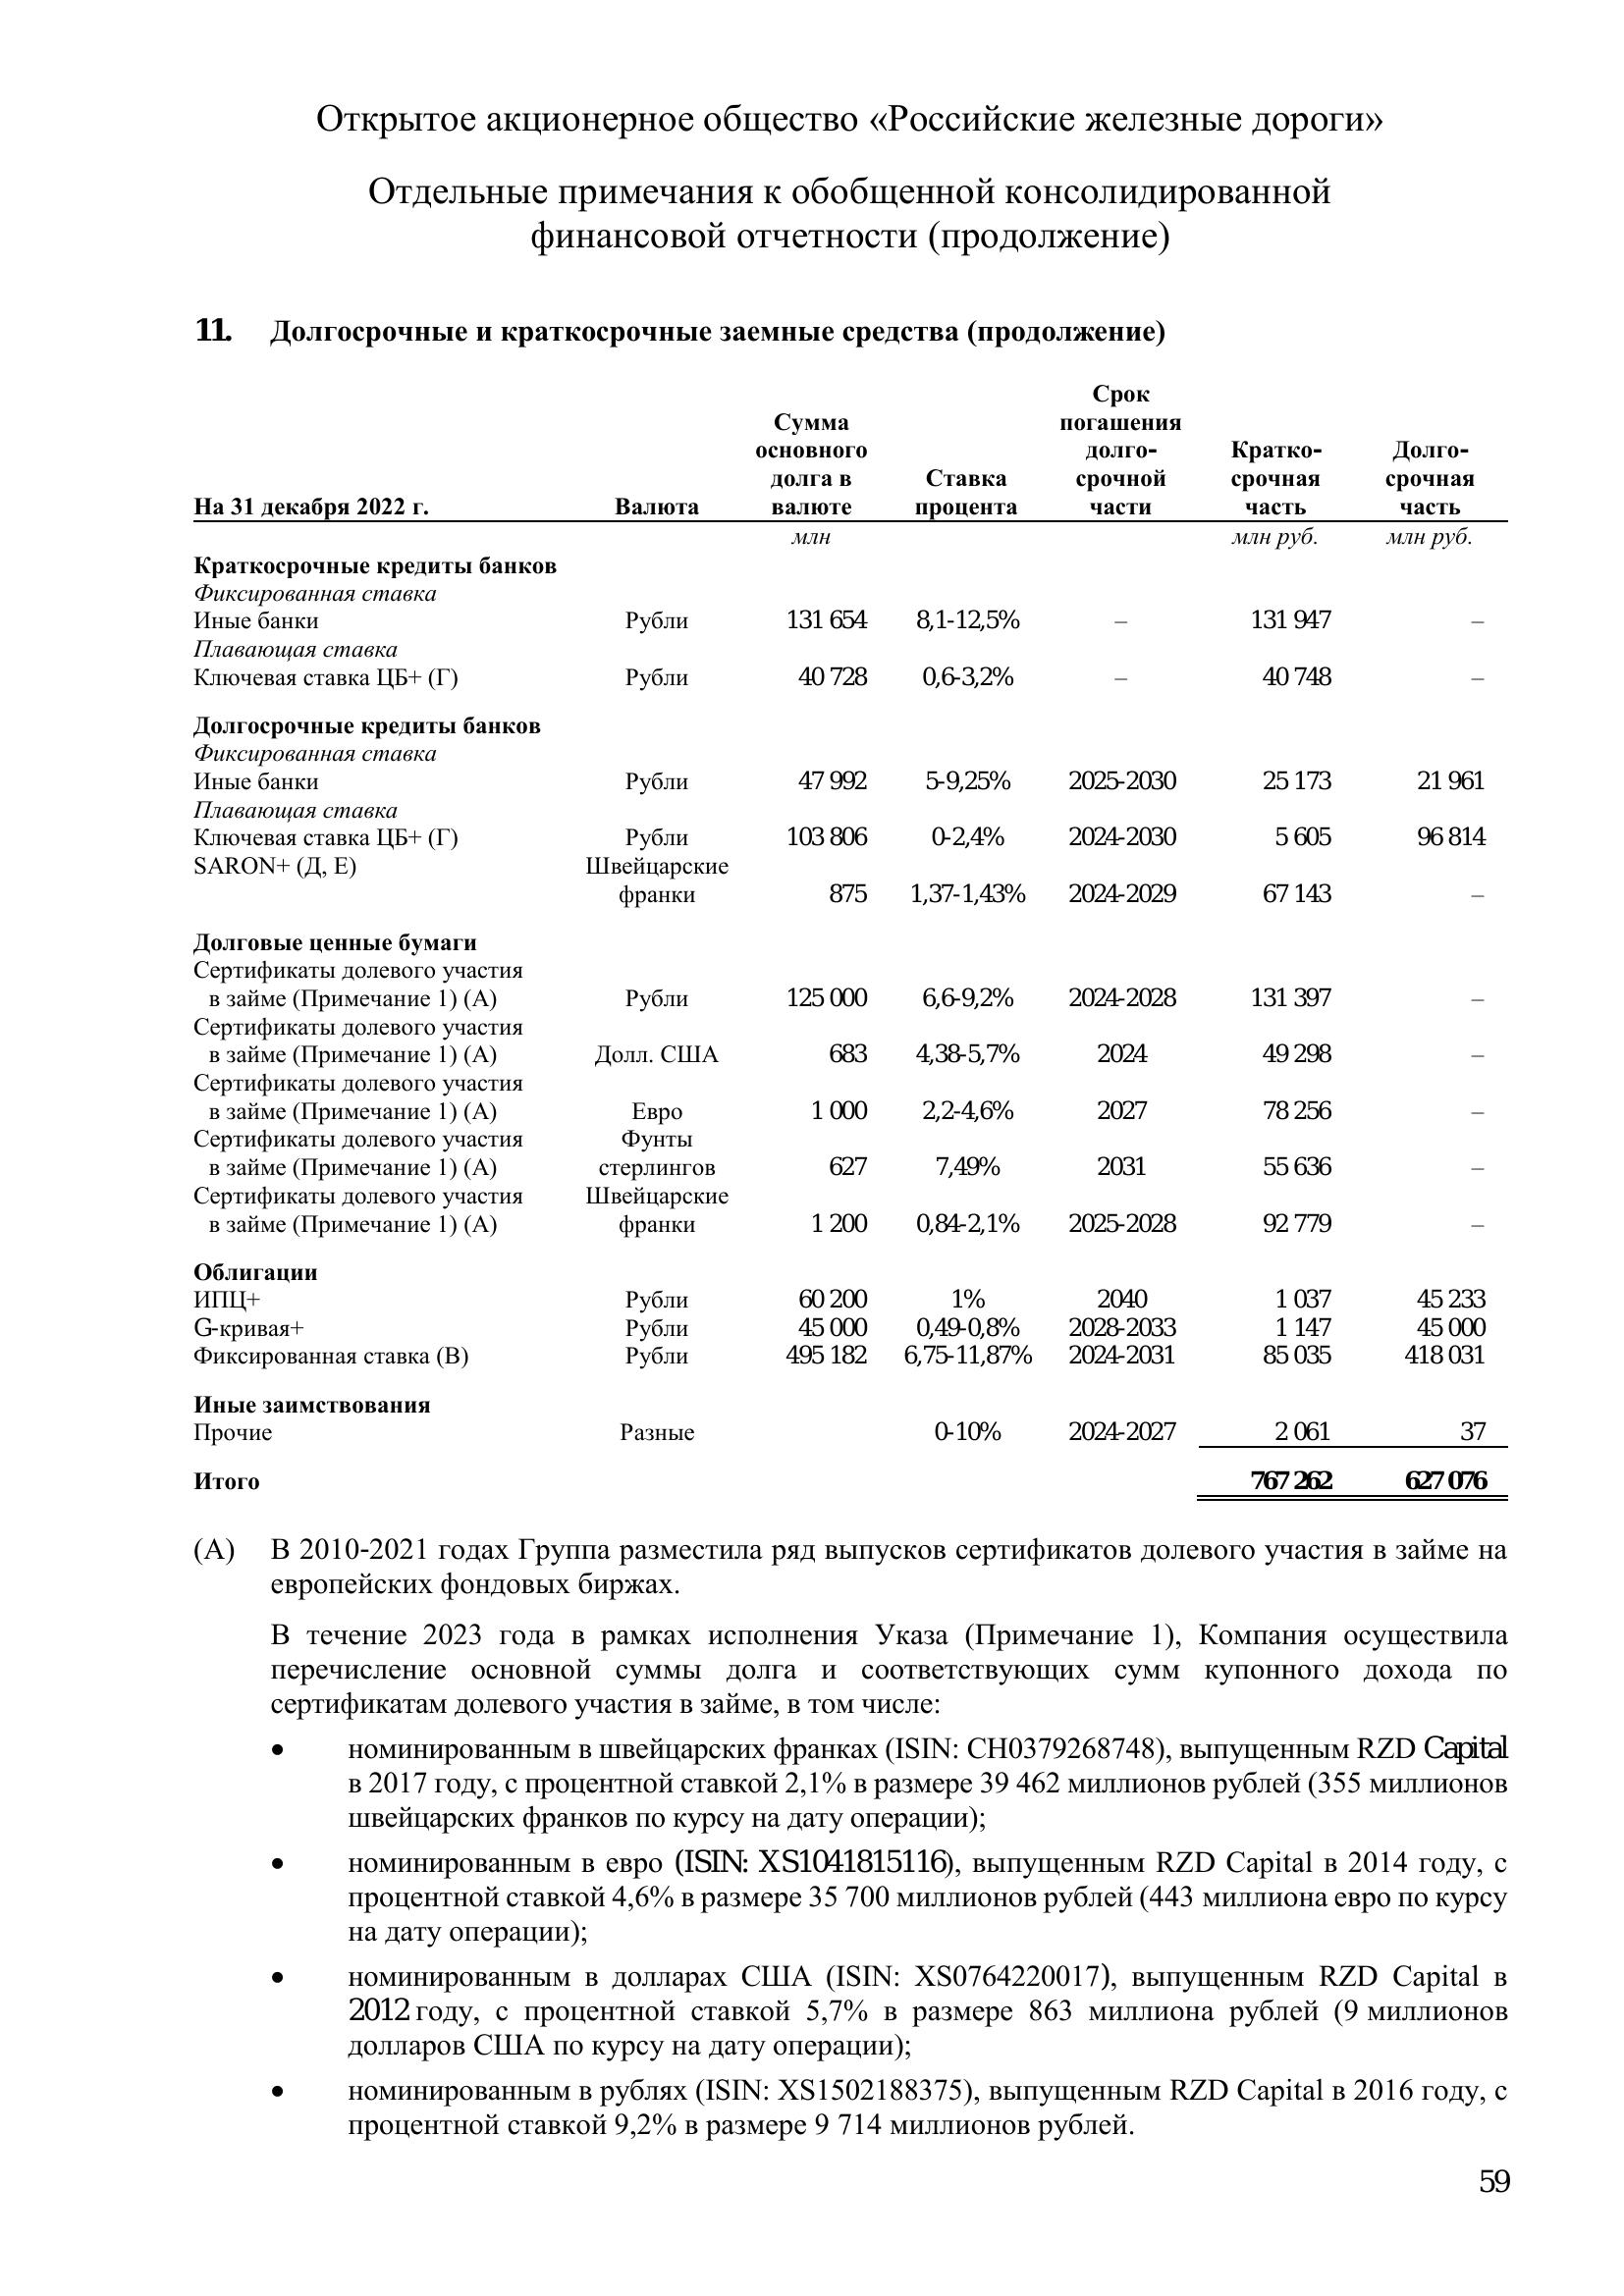 Открытое акционерное общество «Российские железные дороги»
Отдельные примечания к обобщенной консолидированной
финансовой отчетности (продолжение)
11. Долгосрочные и краткосрочные заемные средства (продолжение)
На 31 декабря 2022 г. Валюта Сумма основного долга в валюте Ставка процента Срок погашения долго- срочной части Кратко- срочная часть Долго- срочная часть
млн млн руб. млн руб.
Краткосрочные кредиты банков
Фиксированная ставка
Иные банки Рубли 131 654 8,1-12,5% – 131 947 –
Плавающая ставка
Ключевая ставка ЦБ+ (Г) Рубли 40 728 0,6-3,2% – 40 748 –
Долгосрочные кредиты банков
Фиксированная ставка
Иные банки Рубли 47 992 5-9,25% 2025-2030 25 173 21 961
Плавающая ставка
Ключевая ставка ЦБ+ (Г) Рубли 103 806 0-2,4% 2024-2030 5 605 96 814
SARON+ (Д, Е) Швейцарские
франки 875 1,37-1,43% 2024-2029 67 143 –
Долговые ценные бумаги
Сертификаты долевого участия
в займе (Примечание 1) (А) Рубли 125 000 6,6-9,2% 2024-2028 131 397 –
Сертификаты долевого участия
в займе (Примечание 1) (А) Долл. США 683 4,38-5,7% 2024 49 298 –
Сертификаты долевого участия
в займе (Примечание 1) (А) Евро 1 000 2,2-4,6% 2027 78 256 –
Сертификаты долевого участия Фунты
в займе (Примечание 1) (А) стерлингов 627 7,49% 2031 55 636 –
Сертификаты долевого участия Швейцарские
в займе (Примечание 1) (А) франки 1 200 0,84-2,1% 2025-2028 92 779 –
Облигации
ИПЦ+ Рубли 60 200 1% 2040 1 037 45 233
G-кривая+ Рубли 45 000 0,49-0,8% 2028-2033 1 147 45 000
Фиксированная ставка (В) Рубли 495 182 6,75-11,87% 2024-2031 85 035 418 031
Иные заимствования
Прочие Разные 0-10% 2024-2027 2 061 37
Итого 767 262 627 076
(А) В 2010-2021 годах Группа разместила ряд выпусков сертификатов долевого участия в займе на
европейских фондовых биржах.
В течение 2023 года в рамках исполнения Указа (Примечание 1), Компания осуществила
перечисление основной суммы долга и соответствующих сумм купонного дохода по
сертификатам долевого участия в займе, в том числе:
• номинированным в швейцарских франках (ISIN: CH0379268748), выпущенным RZD Capital
в 2017 году, с процентной ставкой 2,1% в размере 39 462 миллионов рублей (355 миллионов
швейцарских франков по курсу на дату операции);
• номинированным в евро (ISIN: XS1041815116), выпущенным RZD Capital в 2014 году, с
процентной ставкой 4,6% в размере 35 700 миллионов рублей (443 миллиона евро по курсу
на дату операции);
• номинированным в долларах США (ISIN: XS0764220017), выпущенным RZD Capital в
2012 году, с процентной ставкой 5,7% в размере 863 миллиона рублей (9 миллионов
долларов США по курсу на дату операции);
• номинированным в рублях (ISIN: XS1502188375), выпущенным RZD Capital в 2016 году, с
процентной ставкой 9,2% в размере 9 714 миллионов рублей.
59